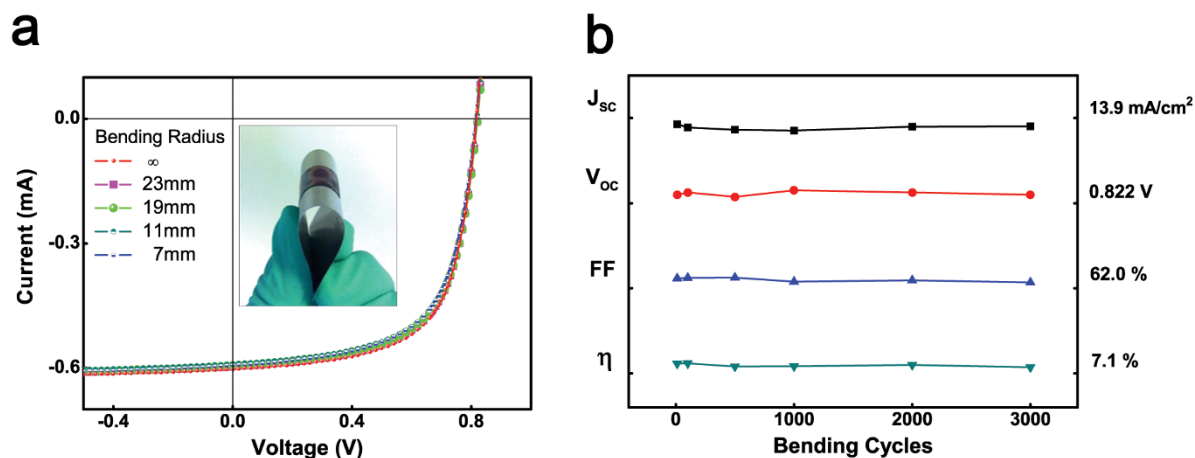 a
0.0
-0.3
-0.6
Current (mA)
Bending Radius
∞
23mm
19mm
11mm
7mm
-0.4
0.0
0.4
0.8
Voltage (V)
b
J_SC
V_OC
FF
η
13.9 mA/cm²
0.822 V
62.0 %
7.1 %
0
1000
2000
3000
Bending Cycles